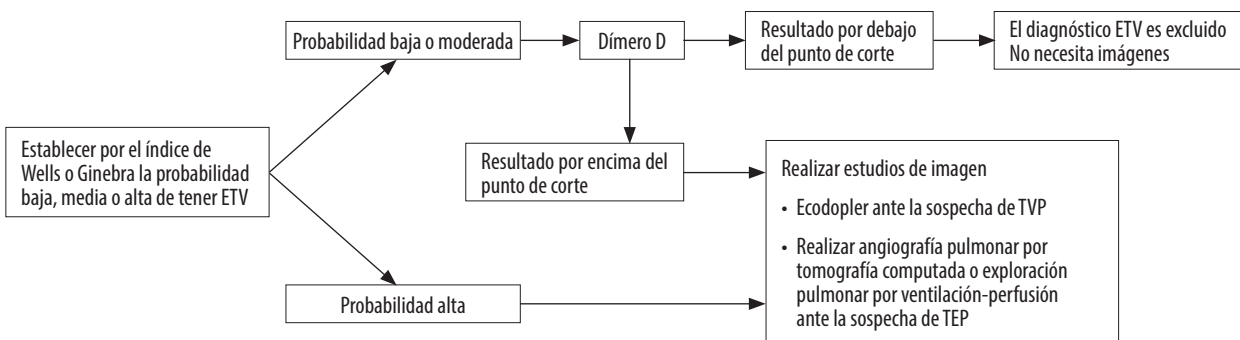 Probabilidad baja o moderada
Dímero D
Resultado por debajo
del punto de corte
El diagnóstico ETV es excluido
No necesita imágenes
Establecer por el índice de
Wells o Ginebra la probabilidad
baja, media o alta de tener ETV
Resultado por encima del
punto de corte
Realizar estudios de imagen
• Ecodopler ante la sospecha de TVP
• Realizar angiografía pulmonar por
tomografía computada o exploración
pulmonar por ventilación-perfusión
ante la sospecha de TEP
Probabilidad alta